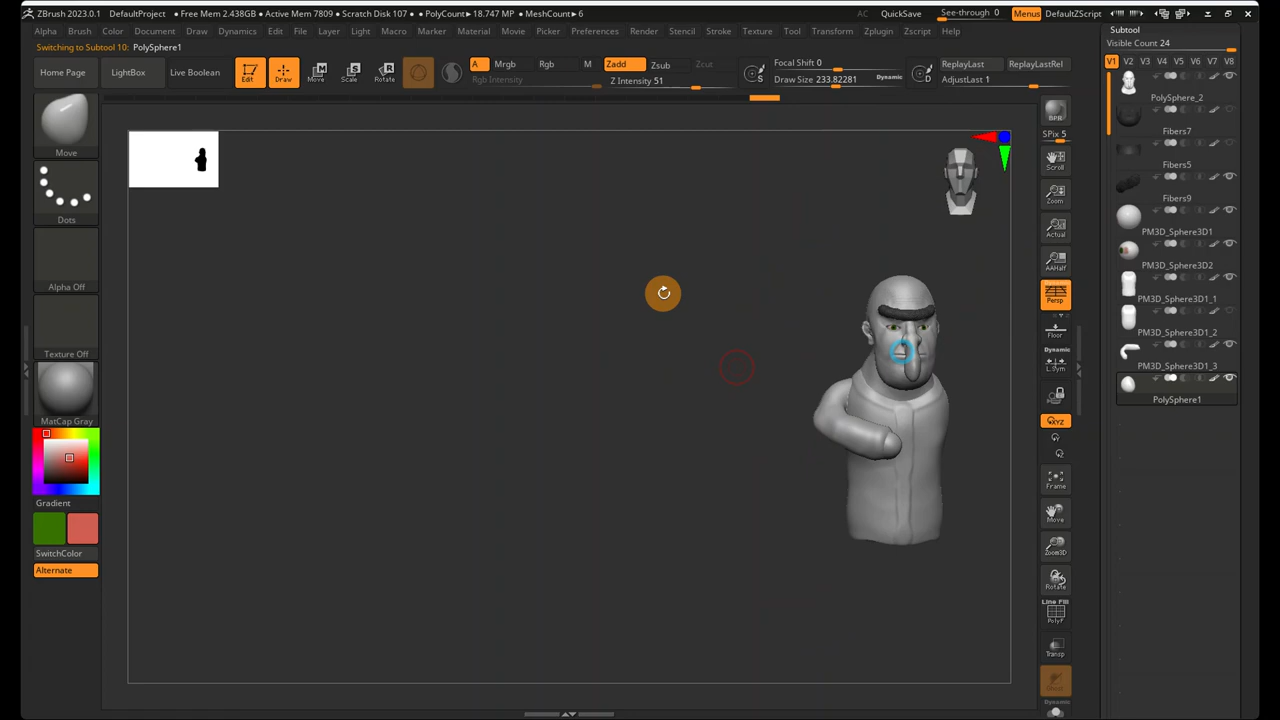 ZBrush 2023.0.1 DefaultProject • Free Mem 2.438GB • Active Mem 7809 • Scratch Disk 107 • PolyCount 18.747 MP • MeshCount 6 AC QuickSave See-through 0 Menus DefaultZScript
Alpha Brush Color Document Draw Dynamics Edit File Layer Light Macro Marker Material Movie Picker Preferences Render Stencil Stroke Texture Tool Transform Zplugin Zscript Help
Switching to Subtool 10: PolySphere1
Home Page
LightBox
Live Boolean
Edit
Draw
Move
Scale
Rotate
A Mrgb Rgb M
Rgb Intensity
Zadd Zsub Zcut
Z Intensity 51
S
Focal Shift 0
Draw Size 233.82281 Dynamic
D
ReplayLast ReplayLastRel
AdjustLast 1
Move
Dots
Alpha Off
Texture Off
MatCap Gray
Gradient
SwitchColor
Alternate
BPR
SPix 5
Scroll
Zoom
Actual
AAHalf
Persp
Floor
Dynamic
L.Sym
XYZ
Frame
Move
Zoom3D
Rotate
Line Fill
PolyF
Transp
Dynamic
Subtool
Visible Count 24
V1 V2 V3 V4 V5 V6 V7 V8
PolySphere_2
Fibers7
Fibers5
Fibers9
PM3D_Sphere3D1
PM3D_Sphere3D2
PM3D_Sphere3D1_1
PM3D_Sphere3D1_2
PM3D_Sphere3D1_3
PolySphere1